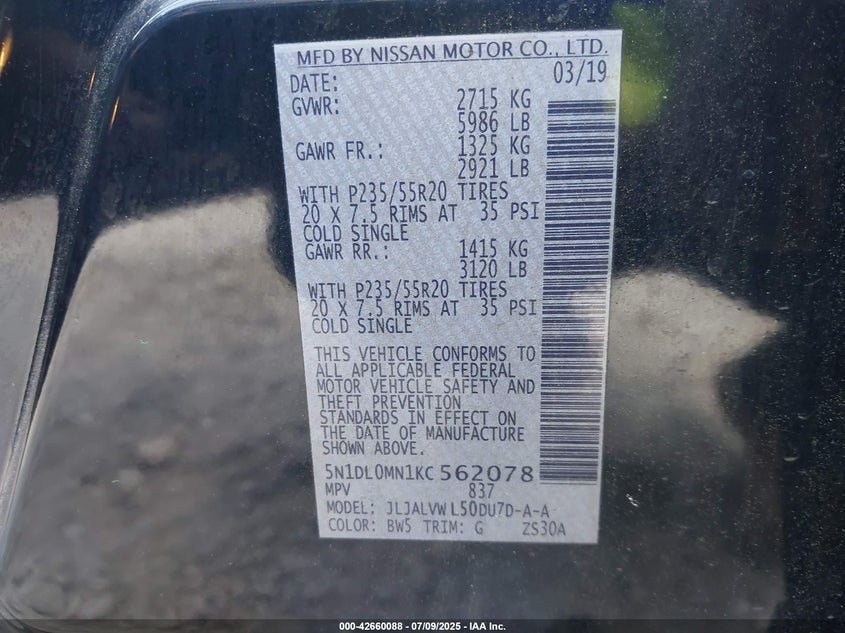 MFD BY NISSAN MOTOR CO., LTD.
DATE: 03/19
GVWR: 2715 KG
5986 LB
GAWR FR.: 1325 KG
2921 LB
WITH P235/55R20 TIRES
20 X 7.5 RIMS AT 35 PSI
COLD SINGLE
GAWR RR.: 1415 KG
3120 LB
WITH P235/55R20 TIRES
20 X 7.5 RIMS AT 35 PSI
COLD SINGLE
THIS VEHICLE CONFORMS TO
ALL APPLICABLE FEDERAL
MOTOR VEHICLE SAFETY AND
THEFT PREVENTION
STANDARDS IN EFFECT ON
THE DATE OF MANUFACTURE
SHOWN ABOVE.
5N1DL0MN1KC 562078
MPV 837
MODEL: JLJALVW L50DU7D-A-A
COLOR: BW5 TRIM: G ZS30A
000-42660088 - 07/09/2025 - IAA Inc.